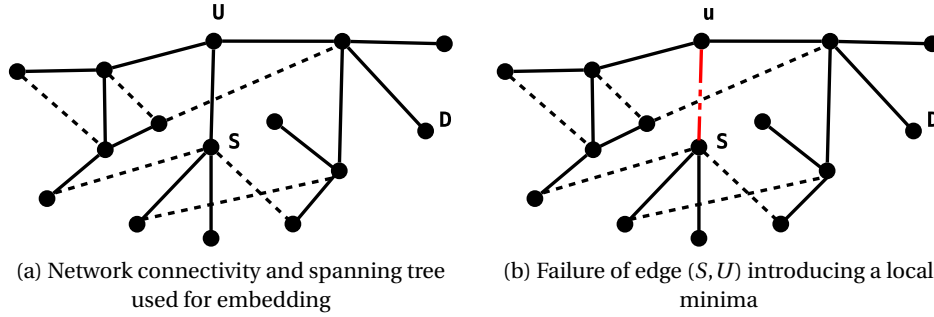 U
u
D
D
S
S
(a) Network connectivity and spanning tree
used for embedding
(b) Failure of edge (S,U) introducing a local
minima